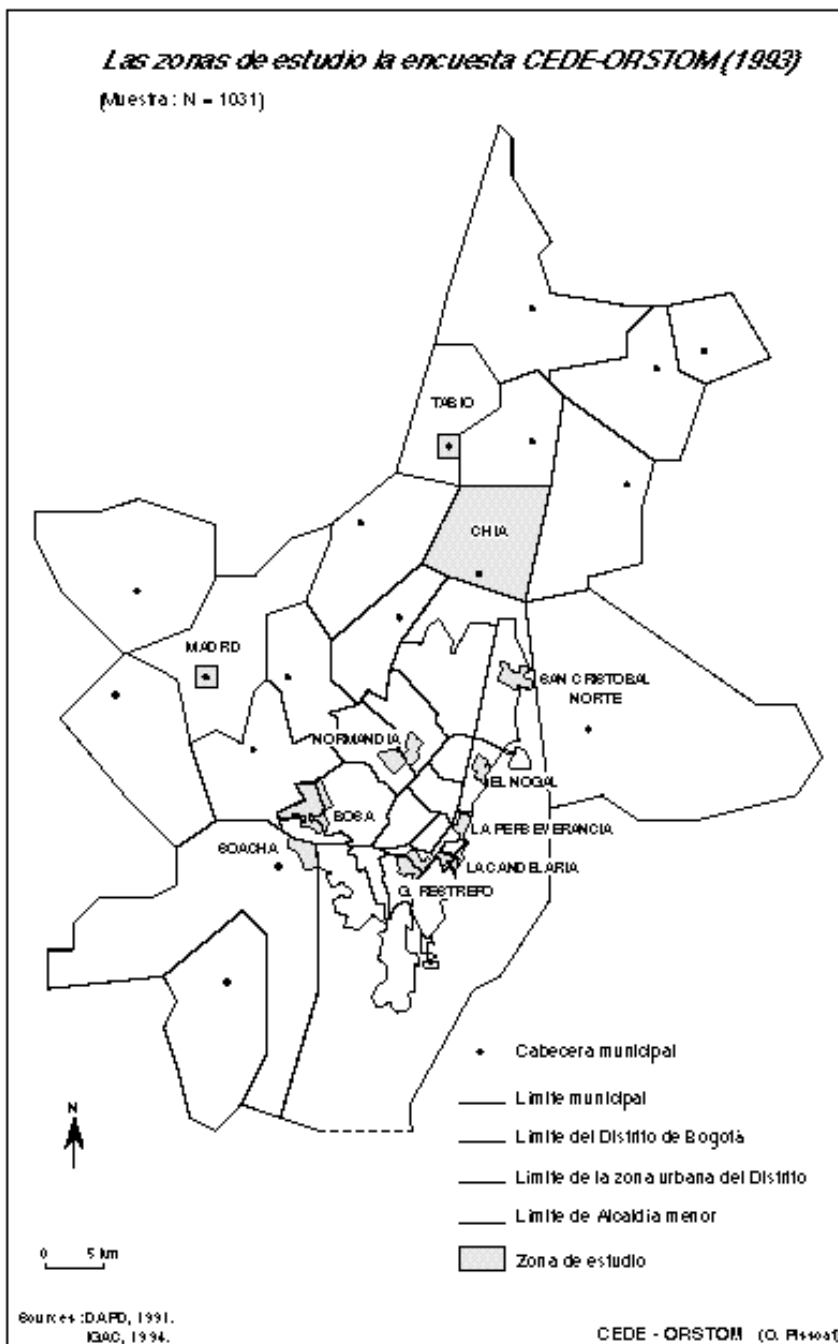 Las zonas de estudio la encuesta CEDE-ORSTOM (1993)
(Muestra : N = 1031)
TABIO
CHIA
MADRID
SAN CRISTOBAL
NORTE
NORMANDIA
EL NOGAL
BOSA
LA PERSEVERANCIA
SOACHA
LA CANDELARIA
G. RESTREPO
Cabecera municipal
N
Limite municipal
Limite del Distrito de Bogotá
Limite de la zona urbana del Distrito
Limite de Alcaldia menor
0 5 km
Zona de estudio
Sources : DAPD, 1991.
IGAC, 1994.
CEDE - ORSTOM (O. Pissoat)